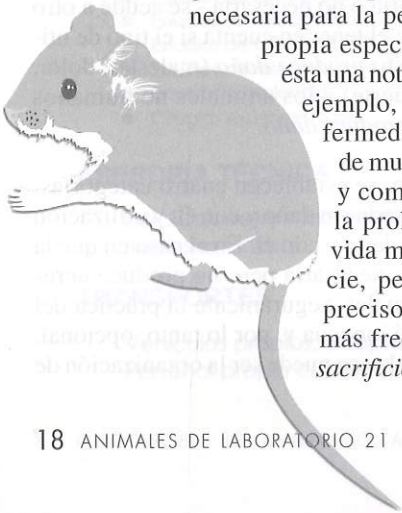 necesaria para la pe
propia espec
ésta una not
ejemplo,
fermed
de mu
y com
la pro
vida m
cie, pe
preciso
más fre
sacrificio
18 ANIMALES DE LABORATORIO 21